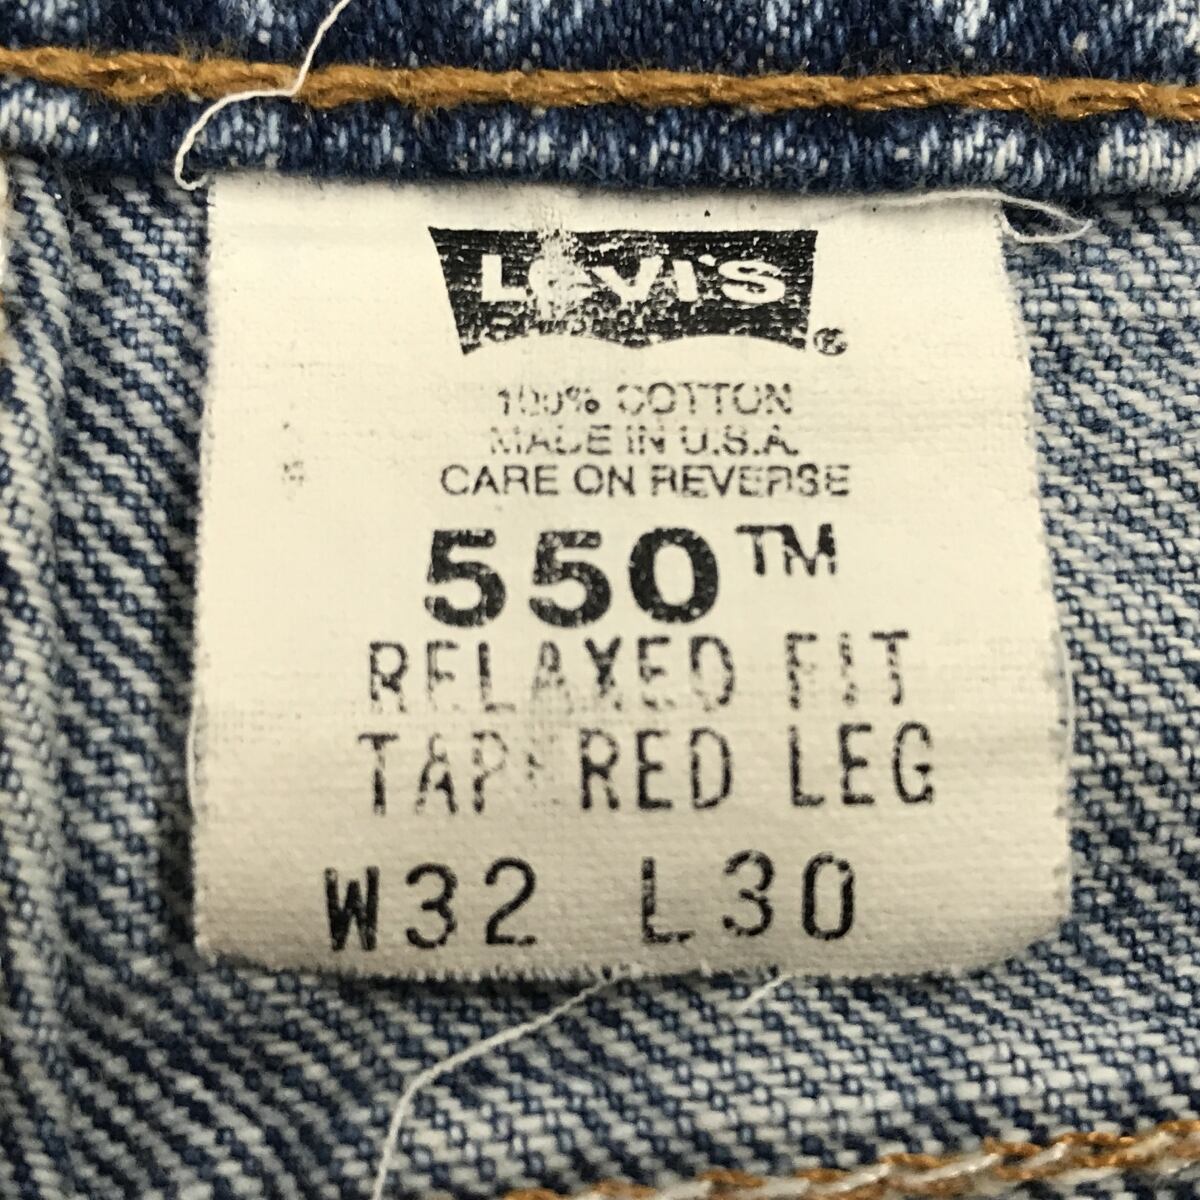 LEVI'S ®
100% COTTON
MADE IN U.S.A.
CARE ON REVERSE
550™
RELAXED FIT
TAPERED LEG
W32 L30